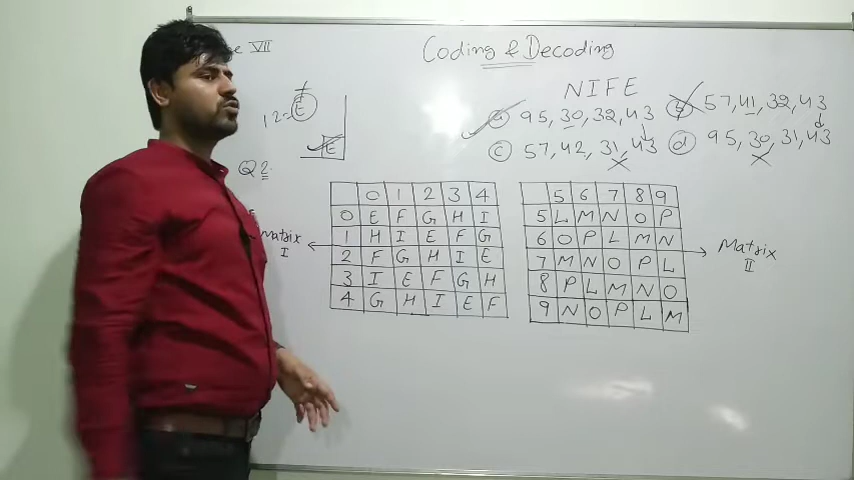 VII
Coding & Decoding
NIFE
12=E
E
a 95, 30, 32, 43
b 57, 41, 32, 43
c 57, 42, 31, 43
d 95, 30, 31, 43
Q2.
Matrix I
0 1 2 3 4
0 E F G H I
1 H I E F G
2 F G H I E
3 I E F G H
4 G H I E F
5 6 7 8 9
5 L M N O P
6 O P L M N
7 M N O P L
8 P L M N O
9 N O P L M
Matrix II